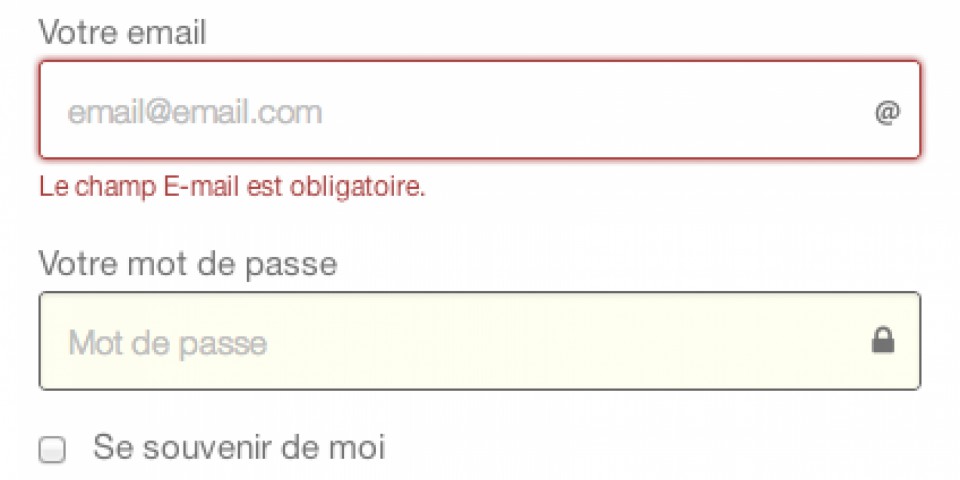 Votre email
email@email.com @
Le champ E-mail est obligatoire.
Votre mot de passe
Mot de passe
Se souvenir de moi